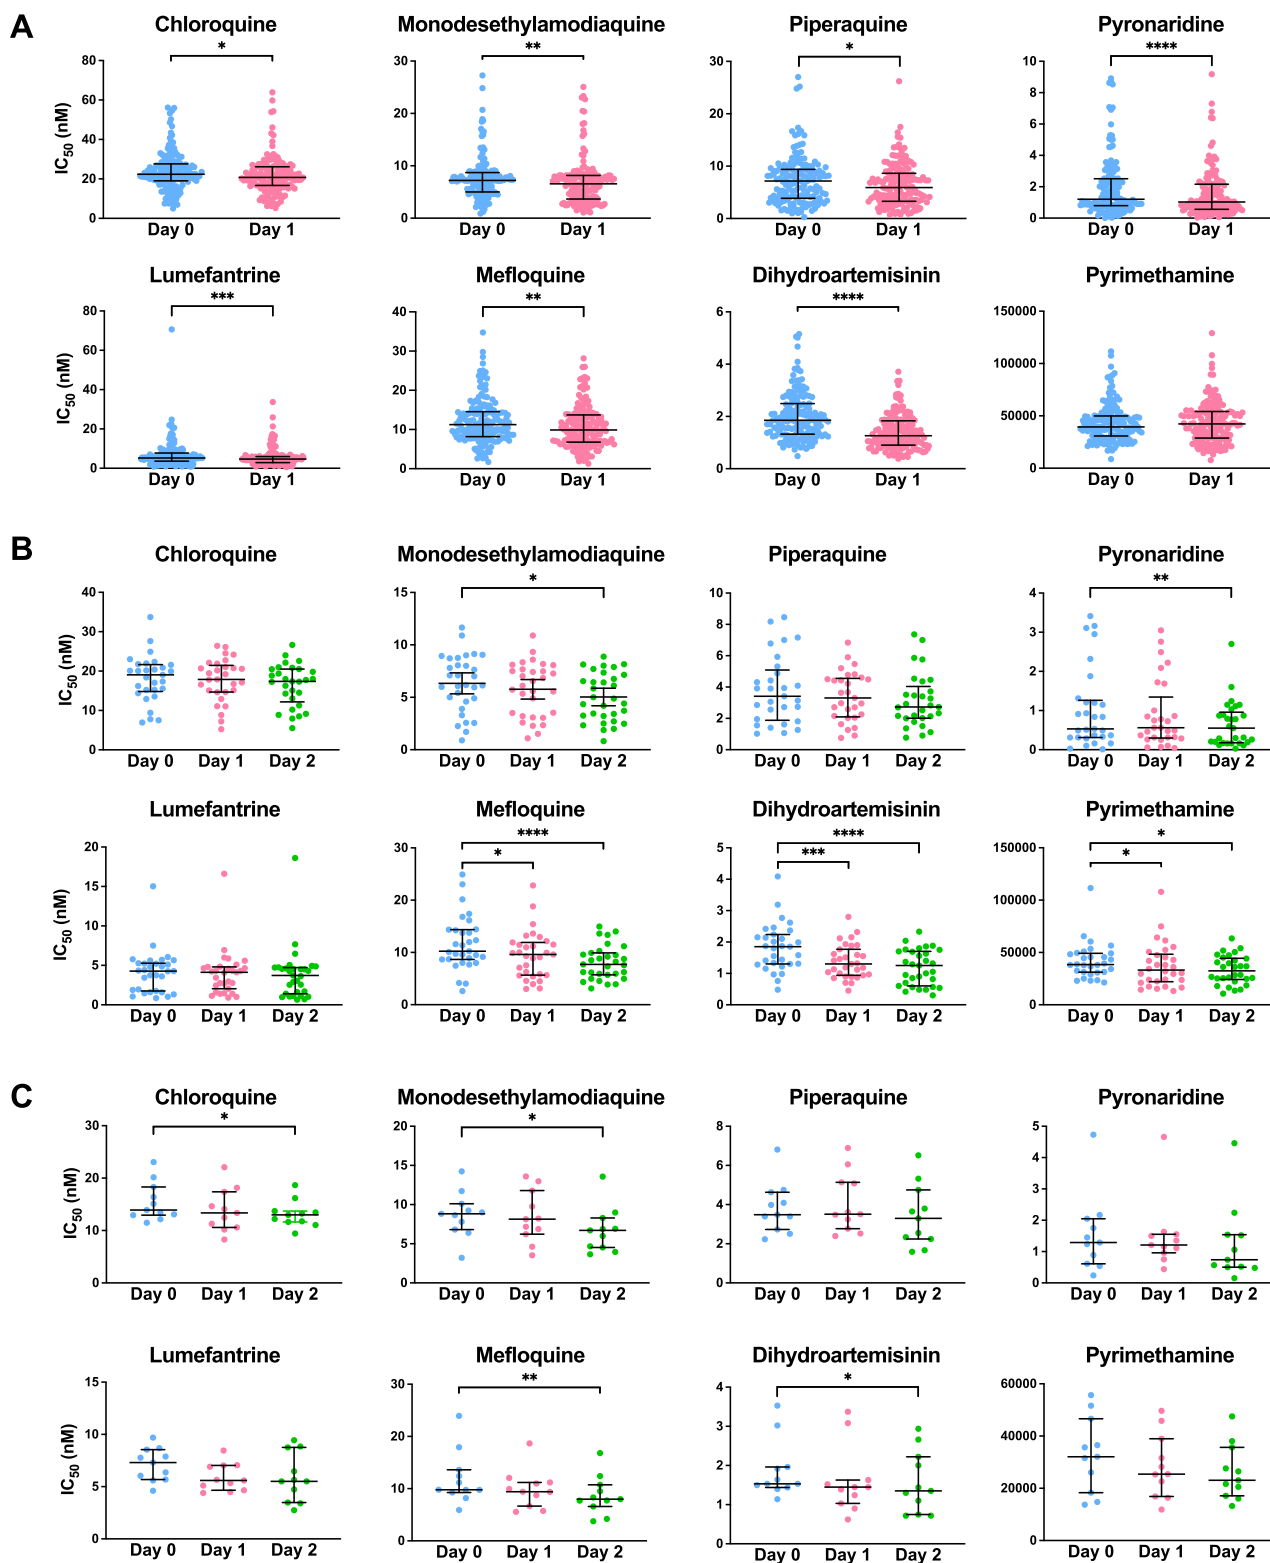 A
Chloroquine Monodesethylamodiaquine Piperaquine Pyronaridine
* ** * ****
IC50 (nM)
80 60 40 20 0
30 20 10 0
30 20 10 0
10 8 6 4 2 0
Day 0 Day 1 Day 0 Day 1 Day 0 Day 1 Day 0 Day 1
Lumefantrine Mefloquine Dihydroartemisinin Pyrimethamine
*** ** ****
IC50 (nM)
80 60 40 20 0
40 30 20 10 0
6 4 2 0
150000 100000 50000 0
Day 0 Day 1 Day 0 Day 1 Day 0 Day 1 Day 0 Day 1
B
Chloroquine Monodesethylamodiaquine Piperaquine Pyronaridine
* **
IC50 (nM)
40 30 20 10 0
15 10 5 0
10 8 6 4 2 0
4 3 2 1 0
Day 0 Day 1 Day 2 Day 0 Day 1 Day 2 Day 0 Day 1 Day 2 Day 0 Day 1 Day 2
Lumefantrine Mefloquine Dihydroartemisinin Pyrimethamine
**** **** *
* *** *
IC50 (nM)
20 15 10 5 0
30 20 10 0
5 4 3 2 1 0
150000 100000 50000 0
Day 0 Day 1 Day 2 Day 0 Day 1 Day 2 Day 0 Day 1 Day 2 Day 0 Day 1 Day 2
C
Chloroquine Monodesethylamodiaquine Piperaquine Pyronaridine
* *
IC50 (nM)
30 20 10 0
20 15 10 5 0
8 6 4 2 0
5 4 3 2 1 0
Day 0 Day 1 Day 2 Day 0 Day 1 Day 2 Day 0 Day 1 Day 2 Day 0 Day 1 Day 2
Lumefantrine Mefloquine Dihydroartemisinin Pyrimethamine
** *
IC50 (nM)
15 10 5 0
30 20 10 0
4 3 2 1 0
60000 40000 20000 0
Day 0 Day 1 Day 2 Day 0 Day 1 Day 2 Day 0 Day 1 Day 2 Day 0 Day 1 Day 2